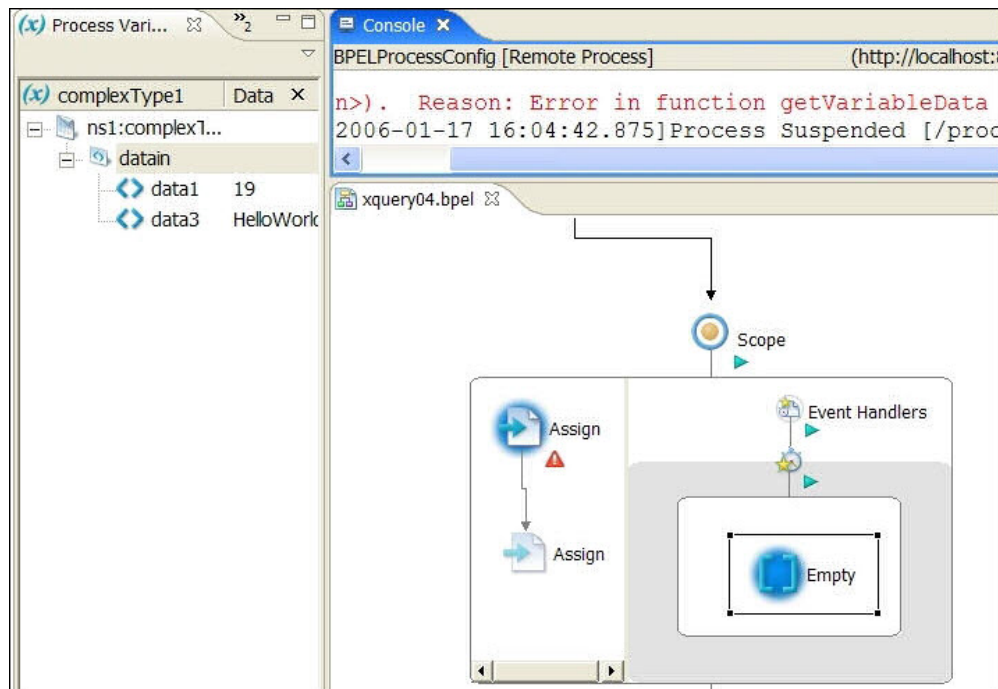 (x) Process Vari...
»2
(x) complexType1 Data
ns1:complexT...
datain
data1 19
data3 HelloWorld
Console
BPELProcessConfig [Remote Process] (http://localhost:8
n>). Reason: Error in function getVariableData
2006-01-17 16:04:42.875]Process Suspended [/proc
xquery04.bpel
Scope
Assign
Event Handlers
Assign
Empty